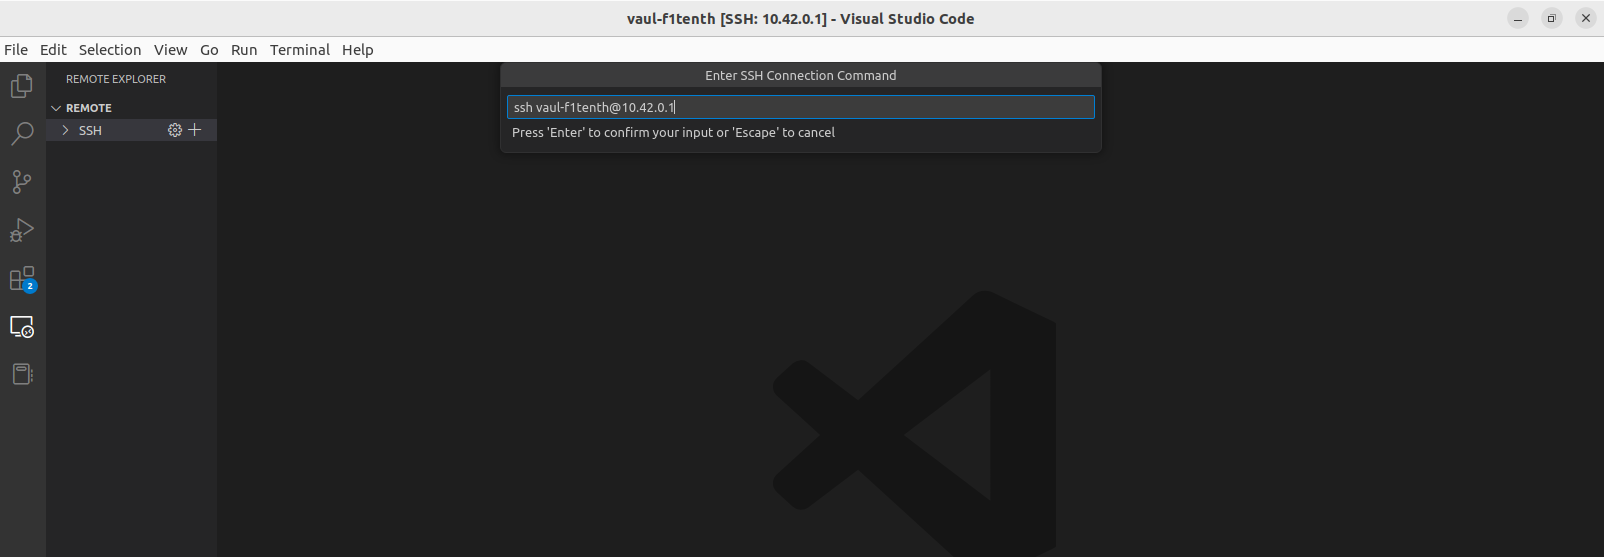 vaul-f1tenth [SSH: 10.42.0.1] - Visual Studio Code
File Edit Selection View Go Run Terminal Help
REMOTE EXPLORER
REMOTE
SSH
Enter SSH Connection Command
ssh vaul-f1tenth@10.42.0.1
Press 'Enter' to confirm your input or 'Escape' to cancel
2